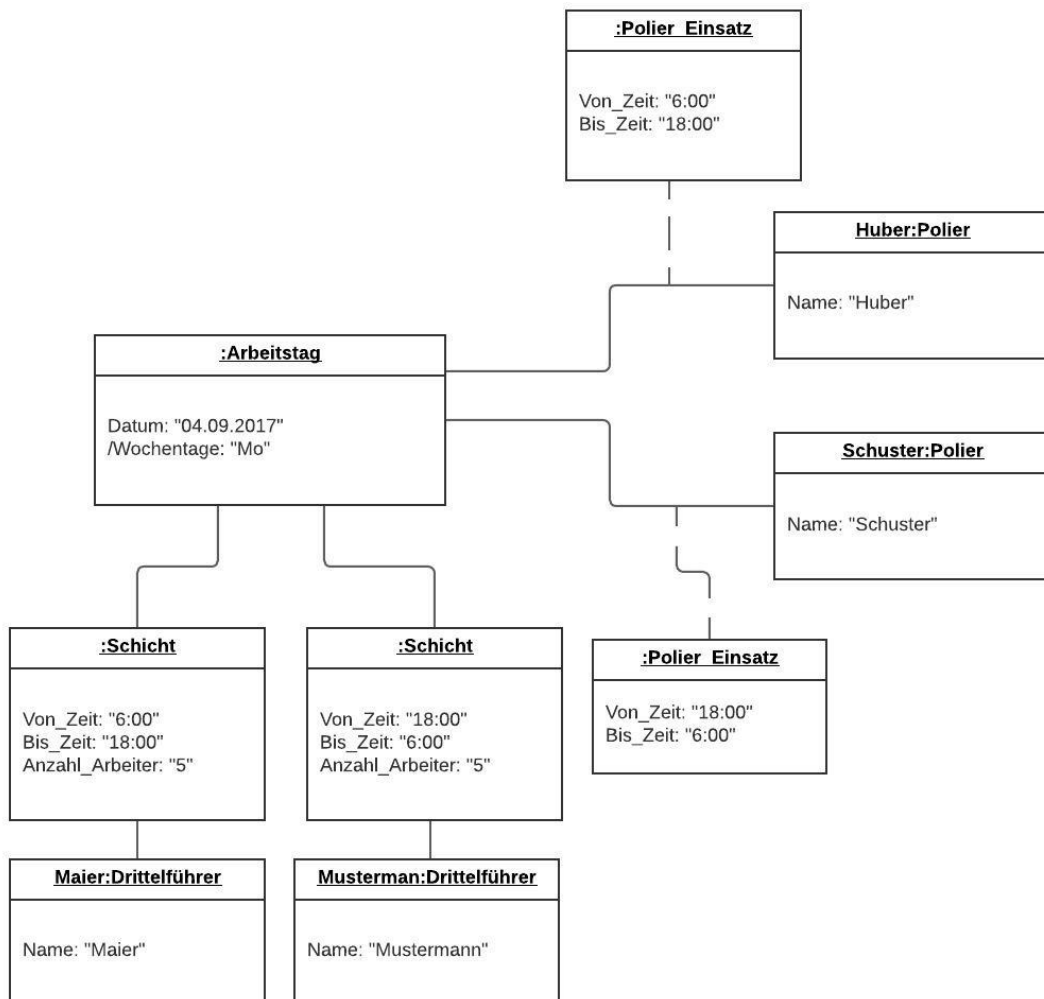 :Polier_Einsatz
Von_Zeit: "6:00"
Bis_Zeit: "18:00"
Huber:Polier
Name: "Huber"
:Arbeitstag
Datum: "04.09.2017"
/Wochentage: "Mo"
Schuster:Polier
Name: "Schuster"
:Schicht
Von_Zeit: "6:00"
Bis_Zeit: "18:00"
Anzahl_Arbeiter: "5"
:Schicht
Von_Zeit: "18:00"
Bis_Zeit: "6:00"
Anzahl_Arbeiter: "5"
:Polier_Einsatz
Von_Zeit: "18:00"
Bis_Zeit: "6:00"
Maier:Drittelführer
Name: "Maier"
Musterman:Drittelführer
Name: "Mustermann"